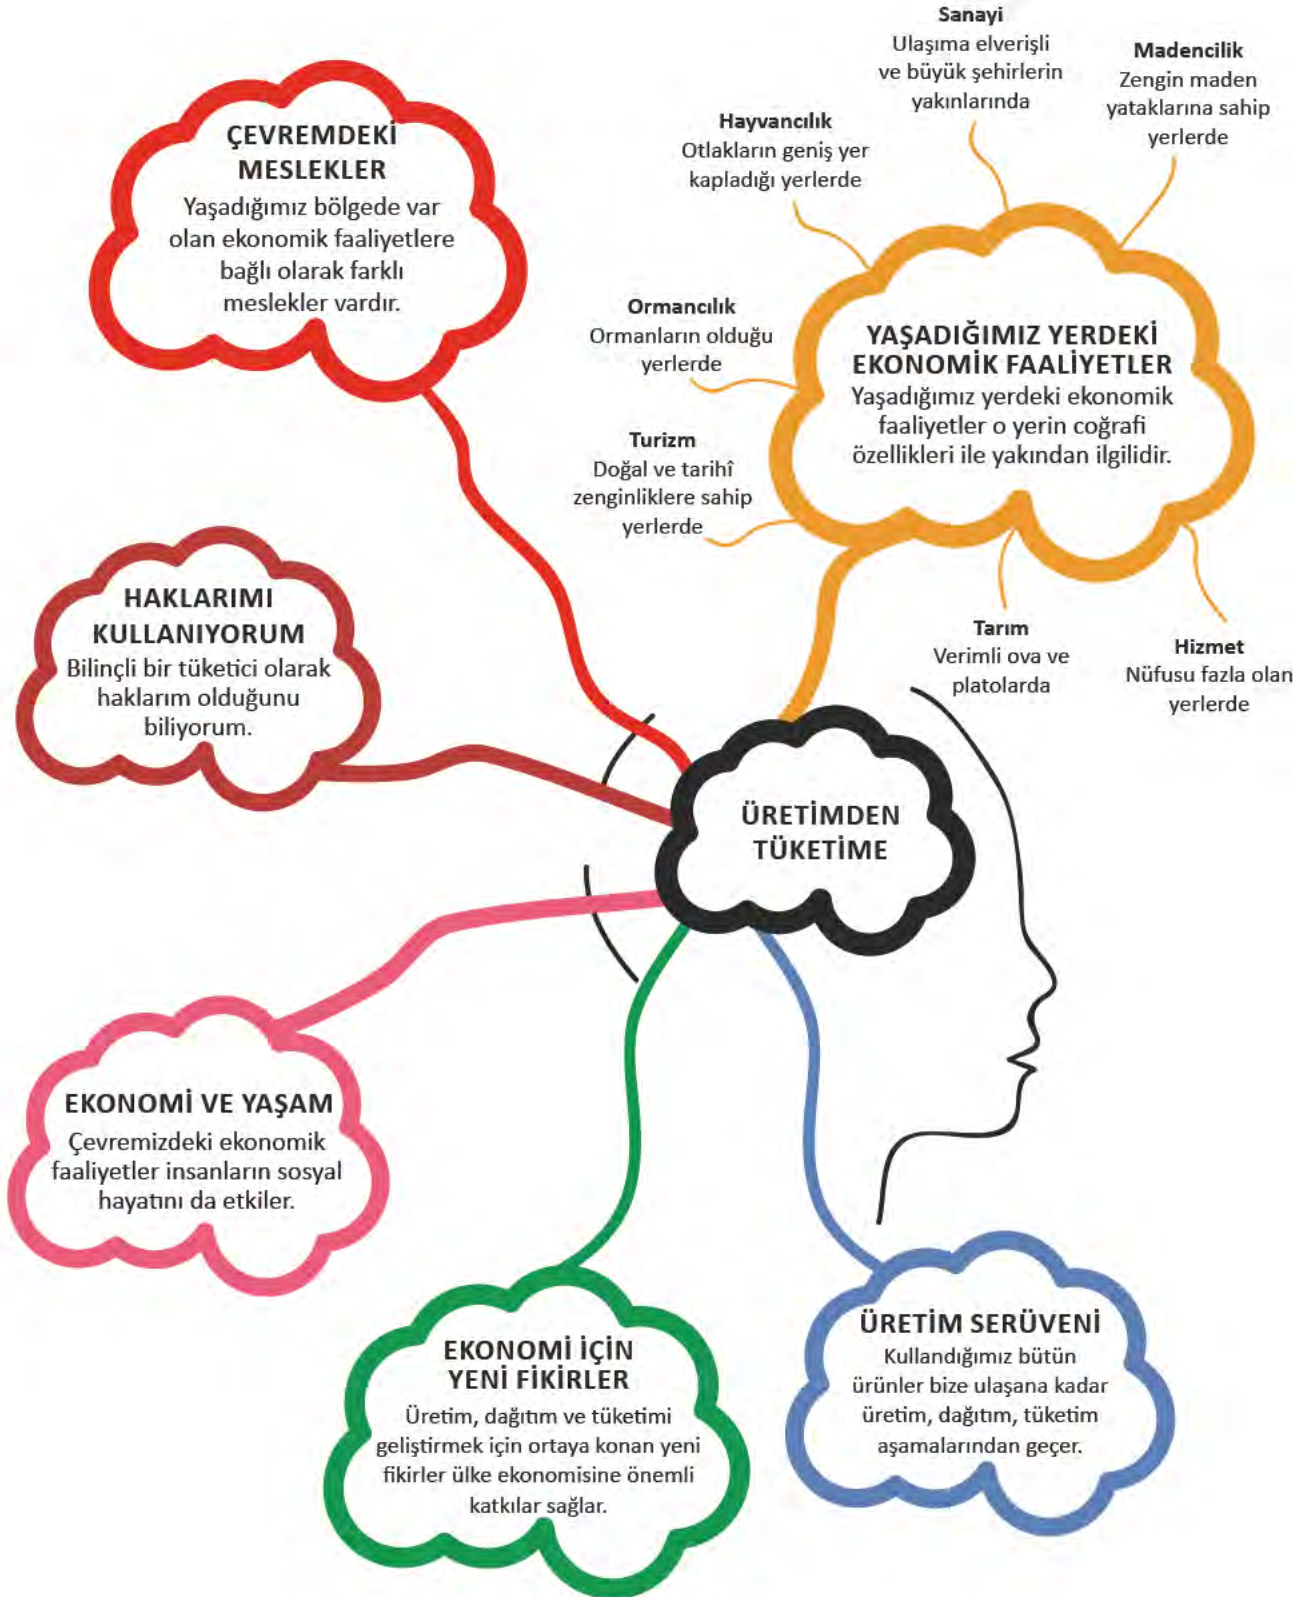 Sanayi
Ulaşıma elverişli
ve büyük şehirlerin
yakınlarında
Madencilik
Zengin maden
yataklarına sahip
yerlerde
Hayvancılık
Otlakların geniş yer
kapladığı yerlerde
ÇEVREMDEKİ
MESLEKLER
Yaşadığımız bölgede var
olan ekonomik faaliyetlere
bağlı olarak farklı
meslekler vardır.
Ormancılık
Ormanların olduğu
yerlerde
YAŞADIĞIMIZ YERDEKİ
EKONOMİK FAALİYETLER
Yaşadığımız yerdeki ekonomik
faaliyetler o yerin coğrafi
özellikleri ile yakından ilgilidir.
Turizm
Doğal ve tarihî
zenginliklere sahip
yerlerde
HAKLARIMI
KULLANIYORUM
Bilinçli bir tüketici olarak
haklarım olduğunu
biliyorum.
Tarım
Verimli ova ve
platolarda
Hizmet
Nüfusu fazla olan
yerlerde
ÜRETİMDEN
TÜKETİME
EKONOMİ VE YAŞAM
Çevremizdeki ekonomik
faaliyetler insanların sosyal
hayatını da etkiler.
EKONOMİ İÇİN
YENİ FİKİRLER
Üretim, dağıtım ve tüketimi
geliştirmek için ortaya konan yeni
fikirler ülke ekonomisine önemli
katkılar sağlar.
ÜRETİM SERÜVENİ
Kullandığımız bütün
ürünler bize ulaşana kadar
üretim, dağıtım, tüketim
aşamalarından geçer.